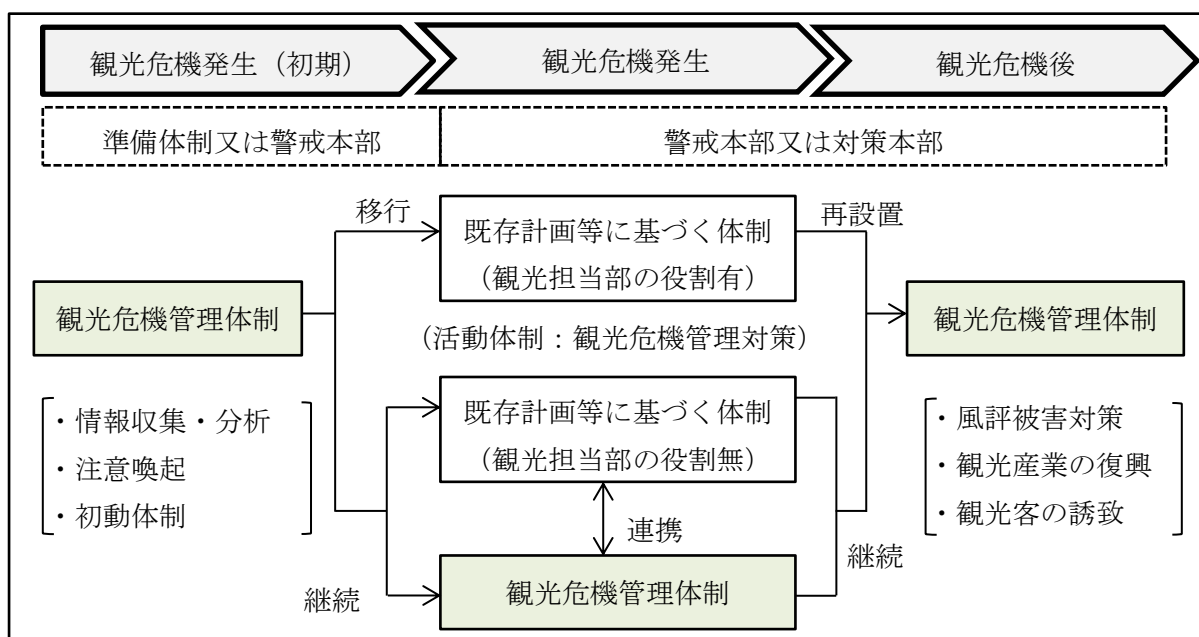 観光危機発生（初期）
観光危機発生
観光危機後
準備体制又は警戒本部
警戒本部又は対策本部
移行
既存計画等に基づく体制
（観光担当部の役割有）
再設置
観光危機管理体制
（活動体制：観光危機管理対策）
観光危機管理体制
・情報収集・分析
・注意喚起
・初動体制
既存計画等に基づく体制
（観光担当部の役割無）
・風評被害対策
・観光産業の復興
・観光客の誘致
連携
継続
観光危機管理体制
継続